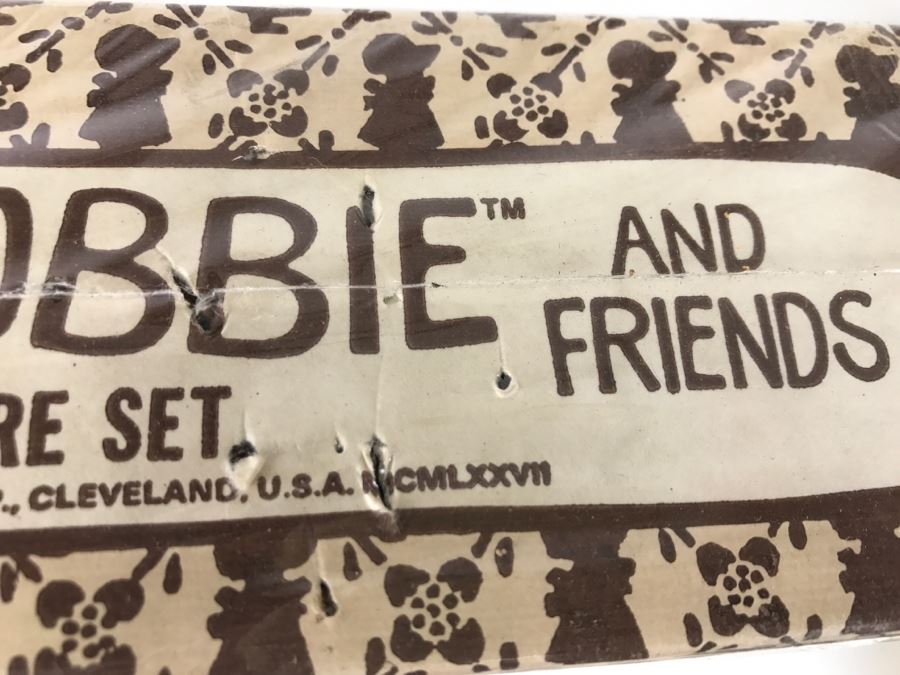 OBBIE™ AND
FRIENDS
RE SET
., CLEVELAND, U.S.A. MCMLXXVII